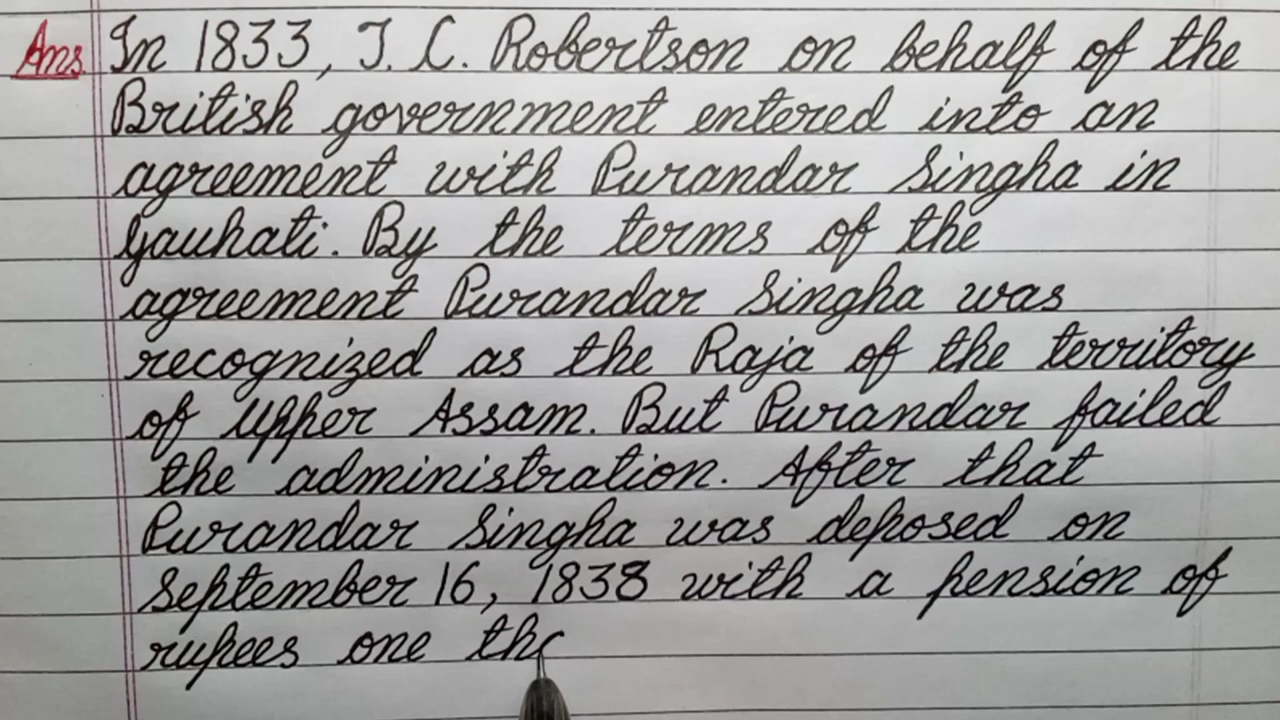 Ans. In 1833, T. C. Robertson on behalf of the
British government entered into an
agreement with Purandar Singha in
Gauhati. By the terms of the
agreement Purandar Singha was
recognized as the Raja of the territory
of Upper Assam. But Purandar failed
the administration. After that
Purandar Singha was deposed on
September 16, 1838 with a pension of
rupees one tho